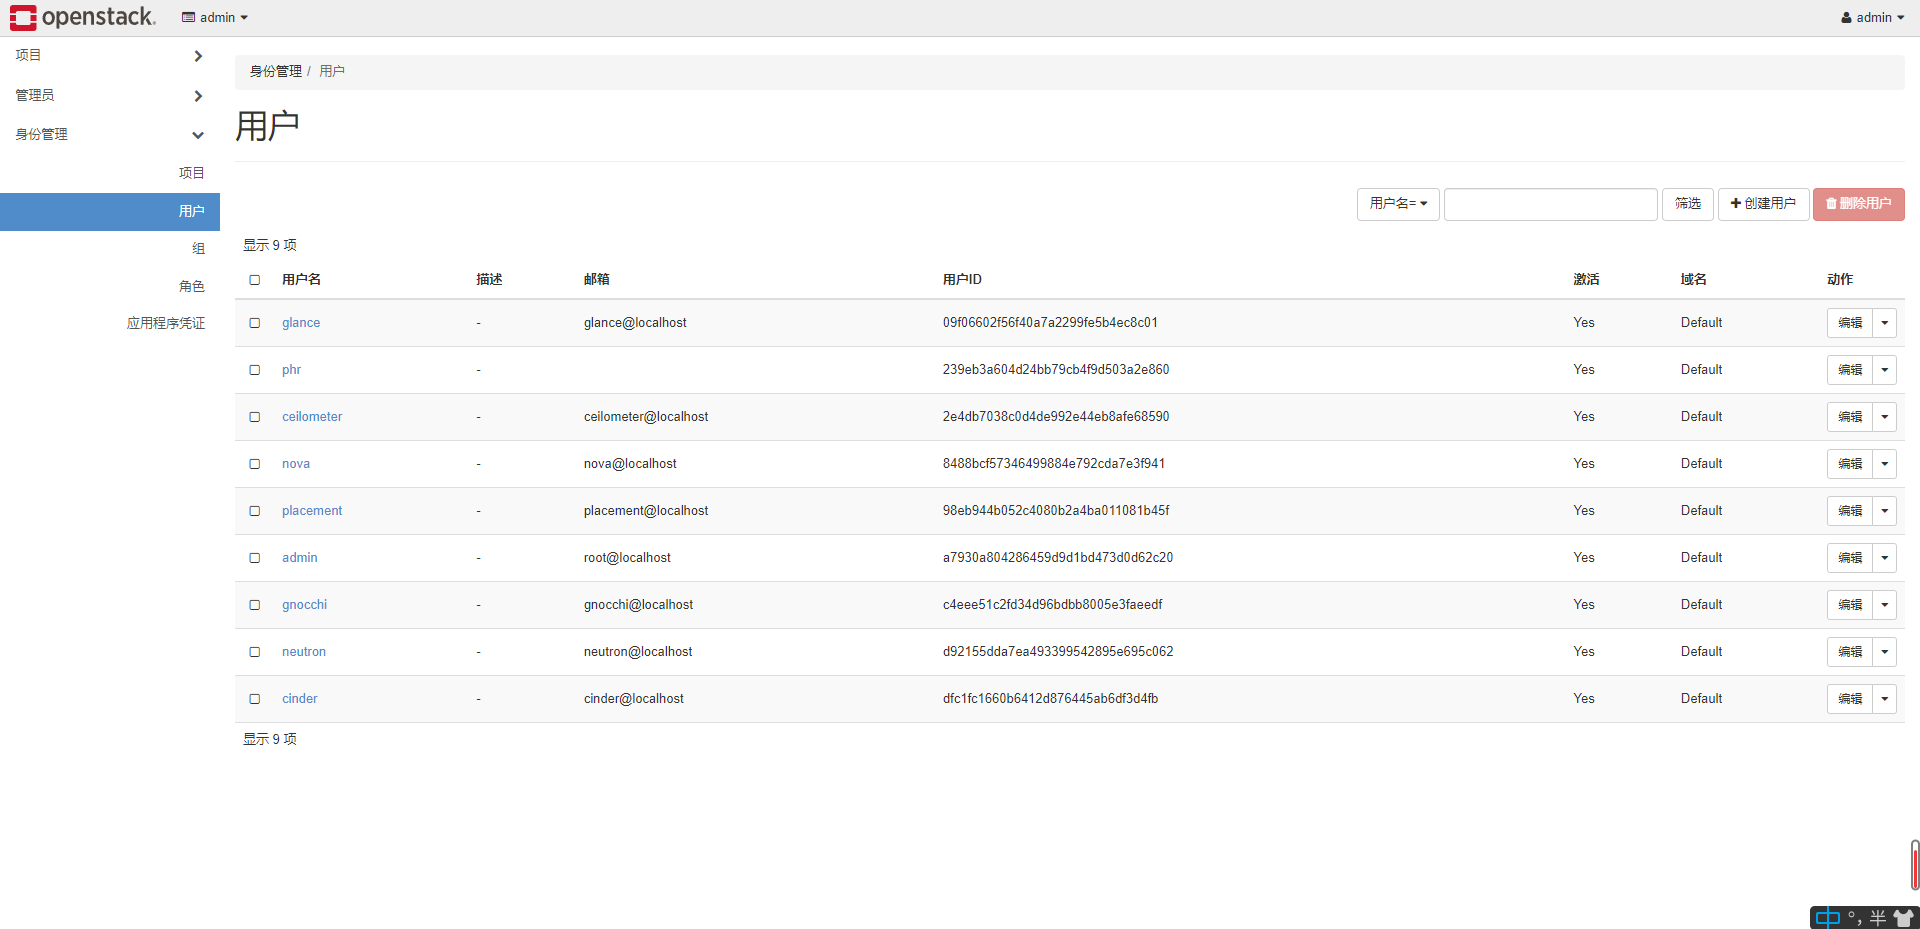 openstack. admin admin
项目
管理员
身份管理
项目
用户
组
角色
应用程序凭证
身份管理 / 用户
用户
用户名= 筛选 创建用户 删除用户
显示 9 项
用户名 描述 邮箱 用户ID 激活 域名 动作
glance - glance@localhost 09f06602f56f40a7a2299fe5b4ec8c01 Yes Default 编辑
phr - 239eb3a604d24bb79cb4f9d503a2e860 Yes Default 编辑
ceilometer - ceilometer@localhost 2e4db7038c0d4de992e44eb8afe68590 Yes Default 编辑
nova - nova@localhost 8488bcf57346499884e792cda7e3f941 Yes Default 编辑
placement - placement@localhost 98eb944b052c4080b2a4ba011081b45f Yes Default 编辑
admin - root@localhost a7930a804286459d9d1bd473d0d62c20 Yes Default 编辑
gnocchi - gnocchi@localhost c4eee51c2fd34d96bdbb8005e3faeedf Yes Default 编辑
neutron - neutron@localhost d92155dda7ea493399542895e695c062 Yes Default 编辑
cinder - cinder@localhost dfc1fc1660b6412d876445ab6df3d4fb Yes Default 编辑
显示 9 项
中 °, 半